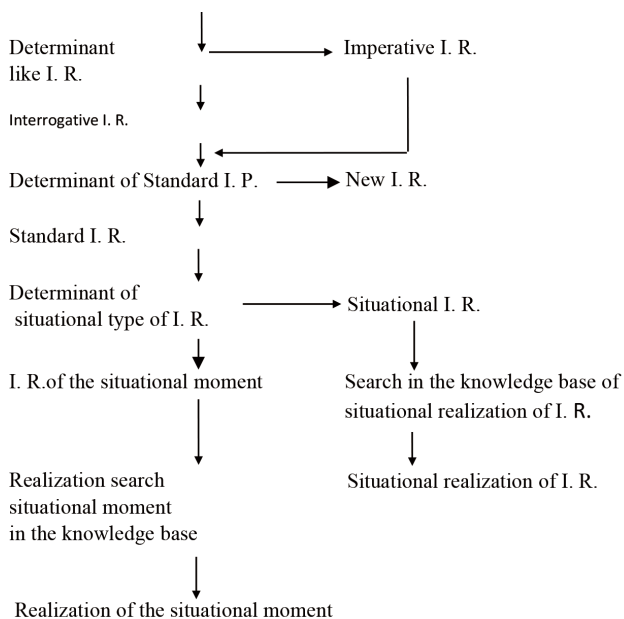 Determinant
like I. R.
Imperative I. R.
Interrogative I. R.
Determinant of Standard I. P.
New I. R.
Standard I. R.
Determinant of
situational type of I. R.
Situational I. R.
I. R.of the situational moment
Search in the knowledge base of
situational realization of I. R.
Realization search
situational moment
in the knowledge base
Situational realization of I. R.
Realization of the situational moment